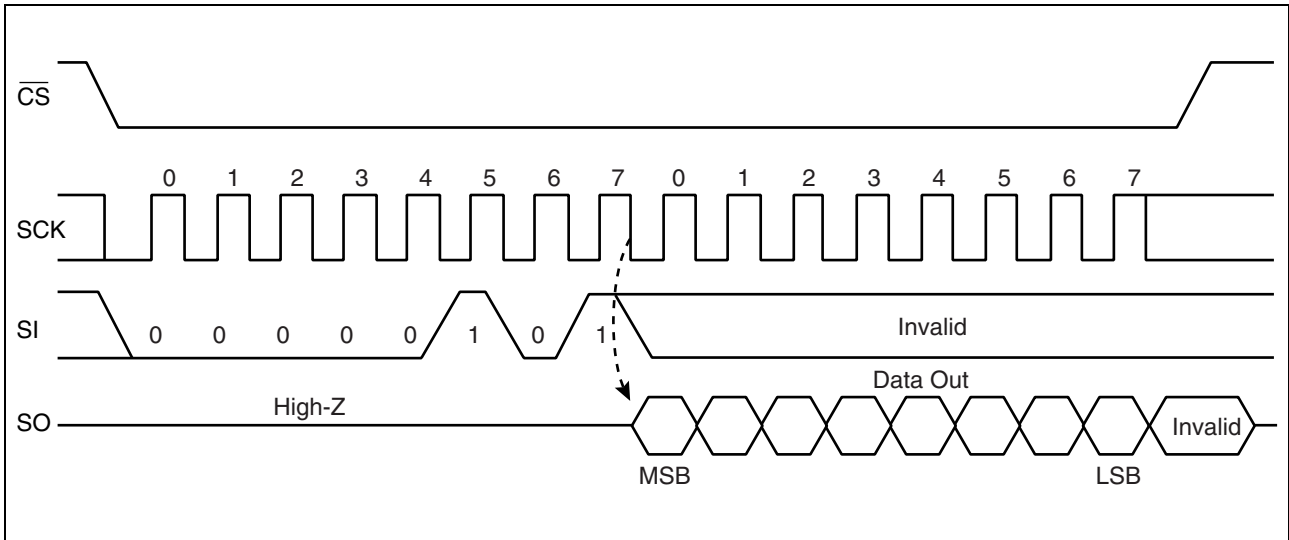 CS
0 1 2 3 4 5 6 7 0 1 2 3 4 5 6 7
SCK
SI 0 0 0 0 0 1 0 1 Invalid
Data Out
High-Z
SO Invalid
MSB LSB